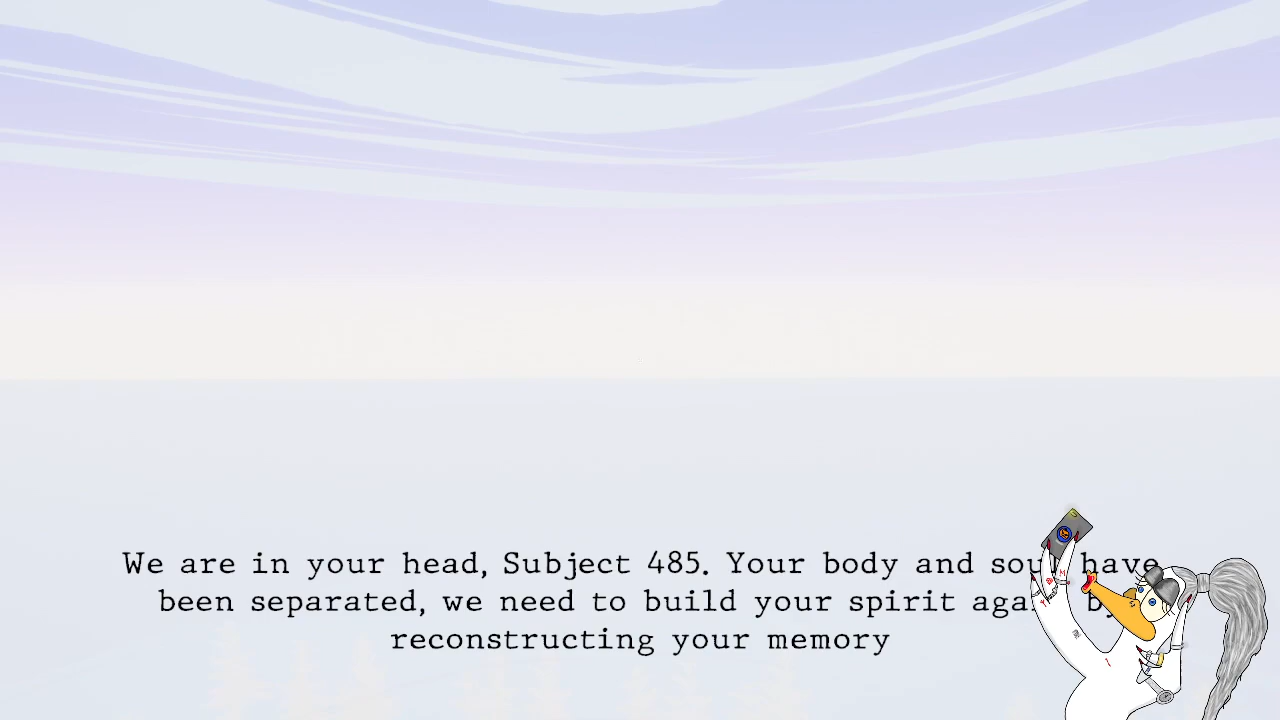 We are in your head, Subject 485. Your body and soul have
been separated, we need to build your spirit again by
reconstructing your memory